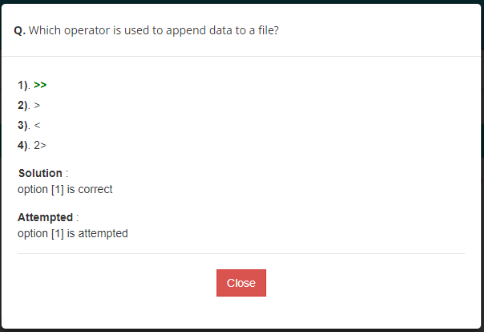 Q. Which operator is used to append data to a file?
1). >>
2). >
3). <
4). 2>
Solution :
option [1] is correct
Attempted :
option [1] is attempted
Close